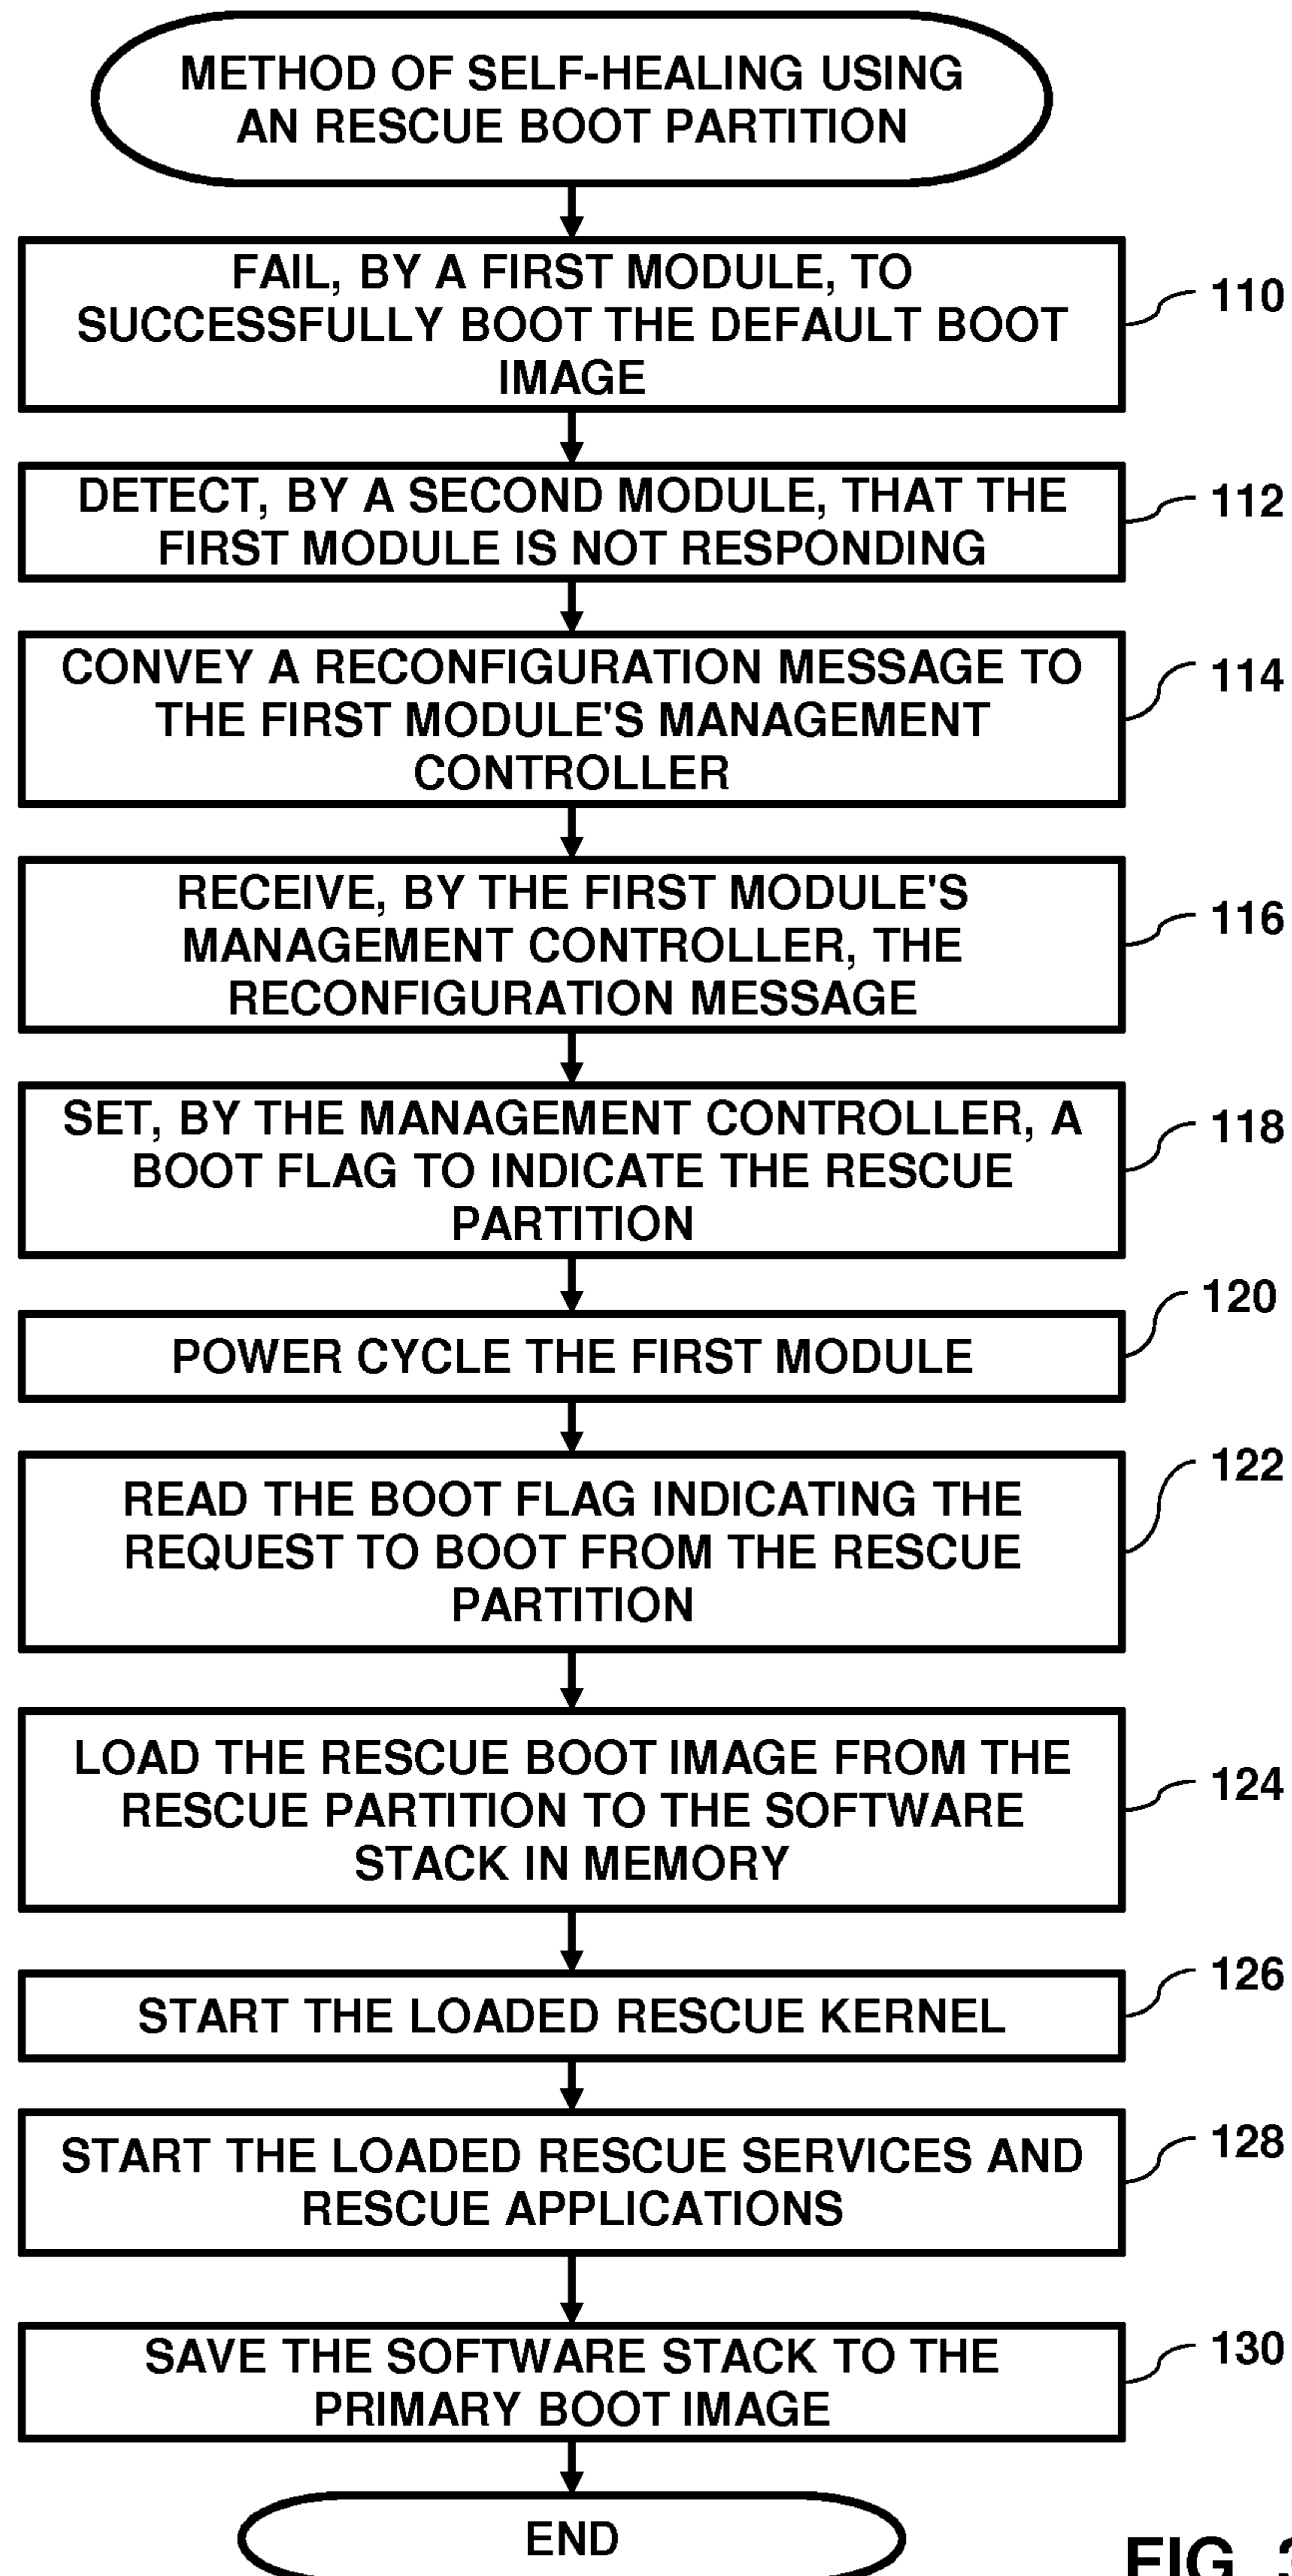 METHOD OF SELF-HEALING USING
AN RESCUE BOOT PARTITION
FAIL, BY A FIRST MODULE, TO
SUCCESSFULLY BOOT THE DEFAULT BOOT
IMAGE
110
DETECT, BY A SECOND MODULE, THAT THE
FIRST MODULE IS NOT RESPONDING
112
CONVEY A RECONFIGURATION MESSAGE TO
THE FIRST MODULE'S MANAGEMENT
CONTROLLER
114
RECEIVE, BY THE FIRST MODULE'S
MANAGEMENT CONTROLLER, THE
RECONFIGURATION MESSAGE
116
SET, BY THE MANAGEMENT CONTROLLER, A
BOOT FLAG TO INDICATE THE RESCUE
PARTITION
118
POWER CYCLE THE FIRST MODULE
120
READ THE BOOT FLAG INDICATING THE
REQUEST TO BOOT FROM THE RESCUE
PARTITION
122
LOAD THE RESCUE BOOT IMAGE FROM THE
RESCUE PARTITION TO THE SOFTWARE
STACK IN MEMORY
124
START THE LOADED RESCUE KERNEL
126
START THE LOADED RESCUE SERVICES AND
RESCUE APPLICATIONS
128
SAVE THE SOFTWARE STACK TO THE
PRIMARY BOOT IMAGE
130
END
FIG.